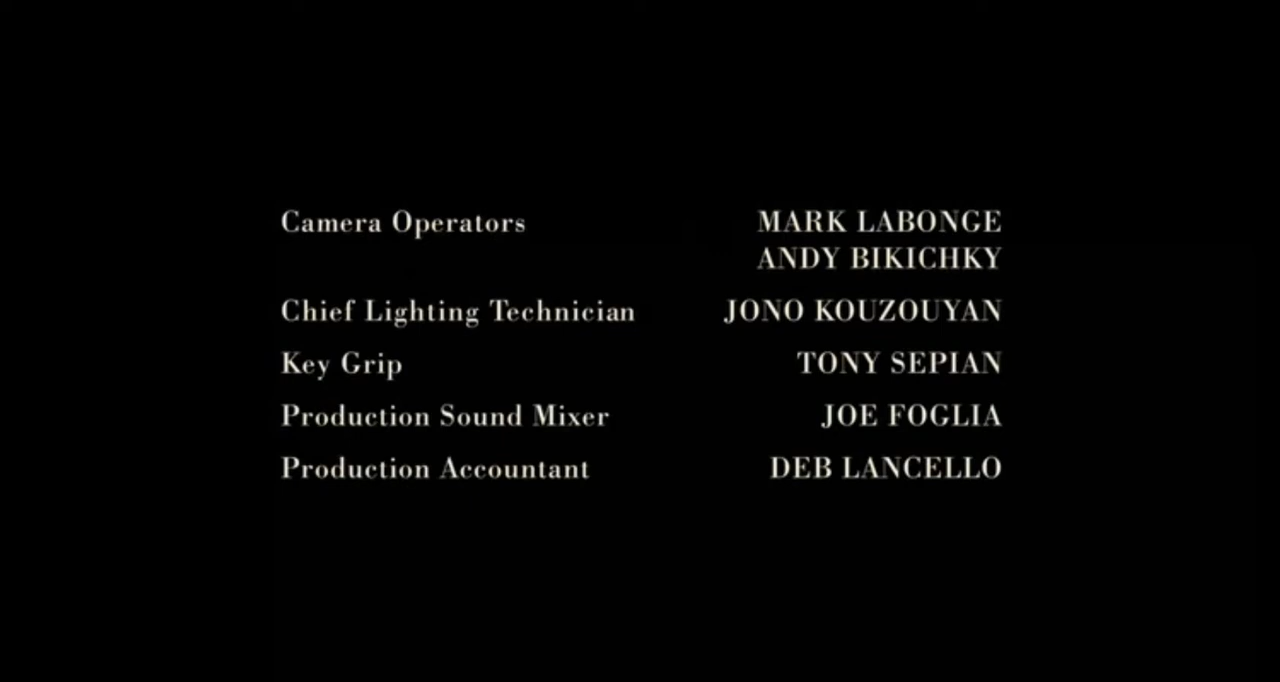 Camera Operators MARK LABONGE
ANDY BIKICHKY
Chief Lighting Technician JONO KOUZOUYAN
Key Grip TONY SEPIAN
Production Sound Mixer JOE FOGLIA
Production Accountant DEB LANCELLO